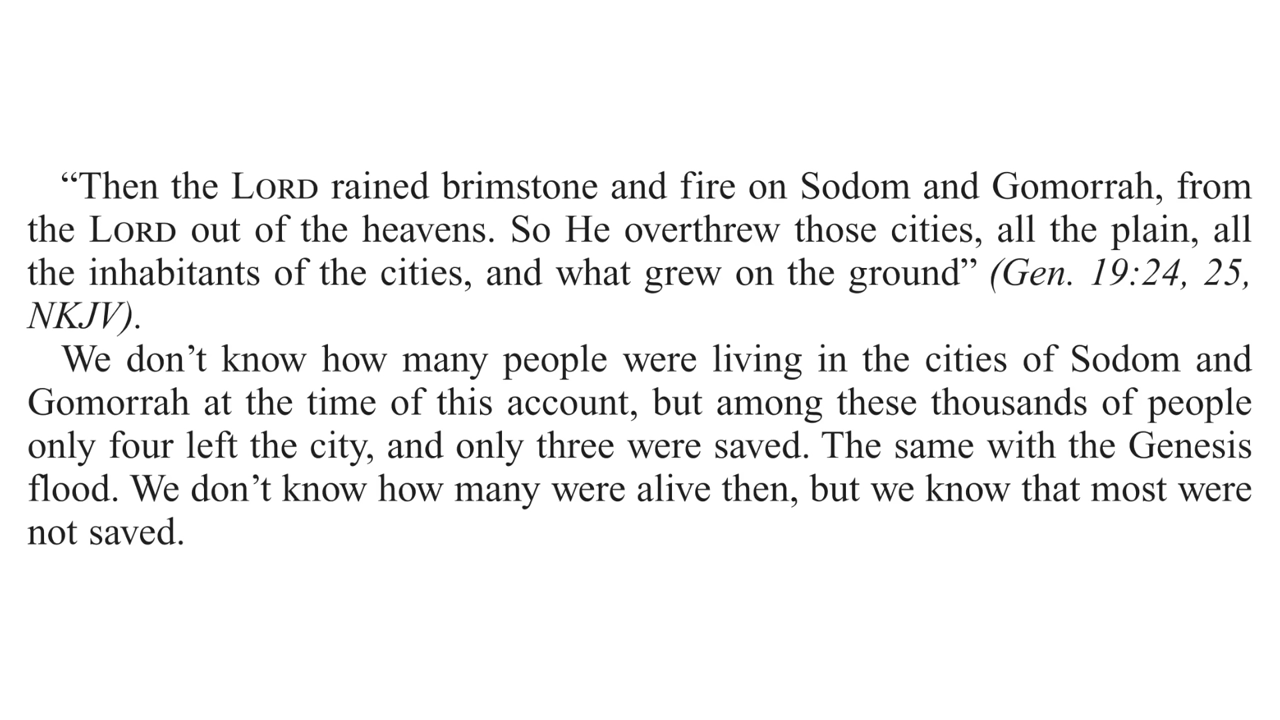 “Then the LORD rained brimstone and fire on Sodom and Gomorrah, from
the LORD out of the heavens. So He overthrew those cities, all the plain, all
the inhabitants of the cities, and what grew on the ground” (Gen. 19:24, 25,
NKJV).
We don’t know how many people were living in the cities of Sodom and
Gomorrah at the time of this account, but among these thousands of people
only four left the city, and only three were saved. The same with the Genesis
flood. We don’t know how many were alive then, but we know that most were
not saved.